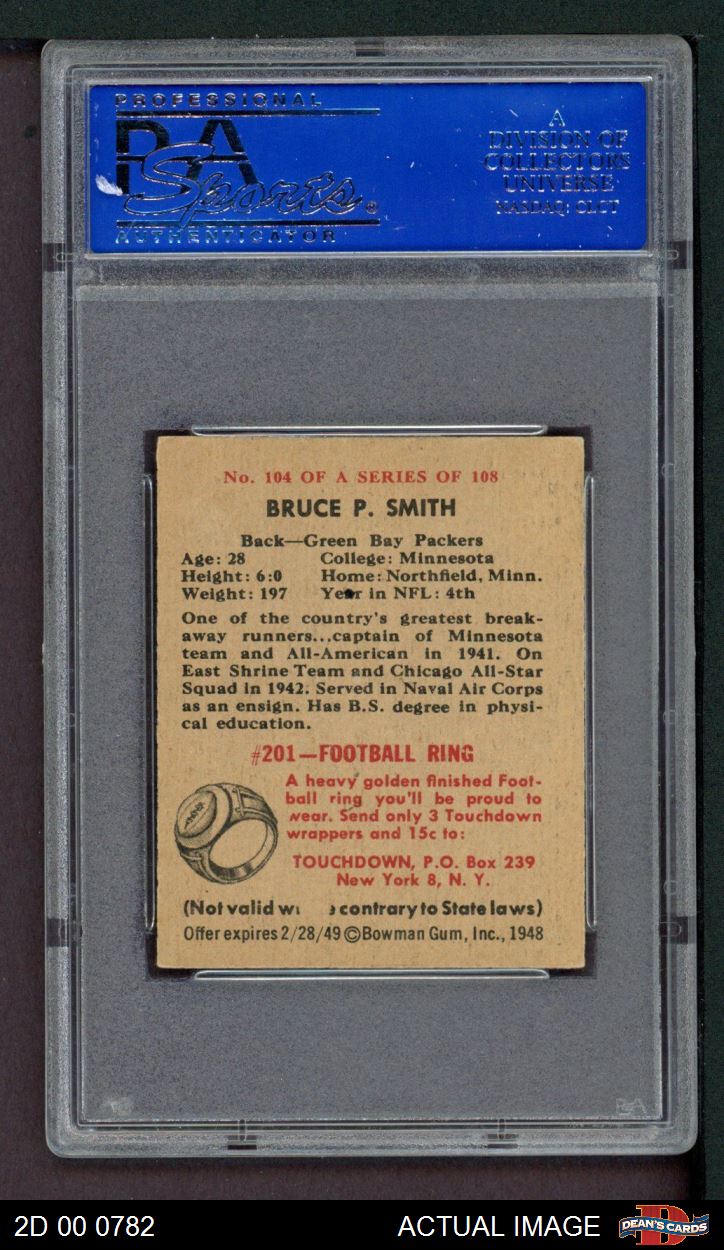 PROFESSIONAL
PSA
Sports
AUTHENTICATOR
A
DIVISION OF
COLLECTORS
UNIVERSE
NASDAQ: CLCT
No. 104 OF A SERIES OF 108
BRUCE P. SMITH
Back—Green Bay Packers
Age: 28 College: Minnesota
Height: 6:0 Home: Northfield, Minn.
Weight: 197 Year in NFL: 4th
One of the country's greatest break-
away runners...captain of Minnesota
team and All-American in 1941. On
East Shrine Team and Chicago All-Star
Squad in 1942. Served in Naval Air Corps
as an ensign. Has B.S. degree in physi-
cal education.
#201—FOOTBALL RING
A heavy golden finished Foot-
ball ring you'll be proud to
wear. Send only 3 Touchdown
wrappers and 15c to:
TOUCHDOWN, P.O. Box 239
New York 8, N. Y.
(Not valid contrary to State laws)
Offer expires 2/28/49 © Bowman Gum, Inc., 1948
PSA
2D 00 0782 ACTUAL IMAGE
DEAN'S CARDS